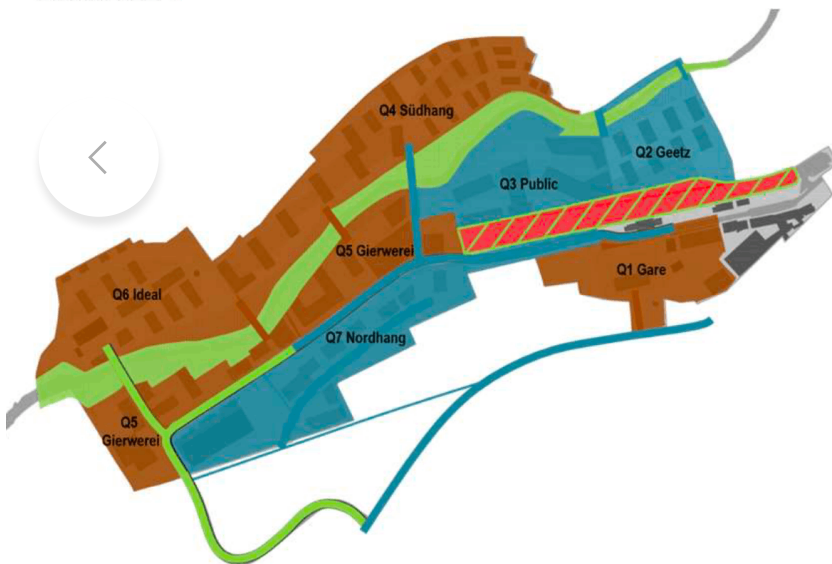 Q4 Südhang
Q2 Geetz
Q3 Public
Q5 Gierwerei
Q1 Gare
Q6 Ideal
Q7 Nordhang
Q5
Gierwerei